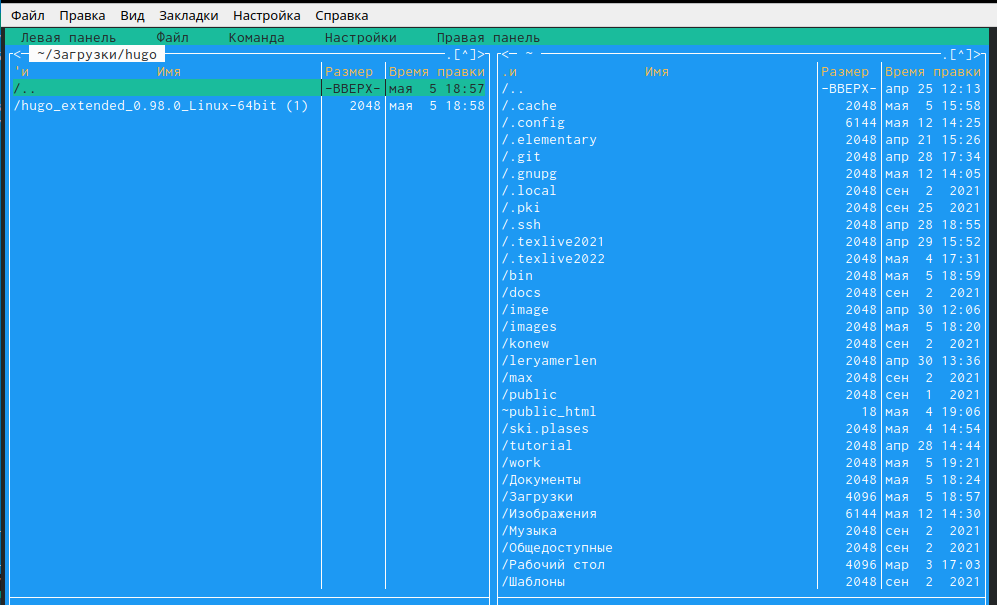 Файл Правка Вид Закладки Настройка Справка
Левая панель Файл Команда Настройки Правая панель
<─ ~/Загрузки/hugo .[^]> <─ ~ .[^]>
'и Имя Размер Время правки .и Имя Размер Время правки
/.. -ВВЕРХ- мая 5 18:57 /.. -ВВЕРХ- апр 25 12:13
/hugo_extended_0.98.0_Linux-64bit (1) 2048 мая 5 18:58 /.cache 2048 мая 5 15:58
/.config 6144 мая 12 14:25
/.elementary 2048 апр 21 15:26
/.git 2048 апр 28 17:34
/.gnupg 2048 мая 12 14:05
/.local 2048 сен 2 2021
/.pki 2048 сен 25 2021
/.ssh 2048 апр 28 18:55
/.texlive2021 2048 апр 29 15:52
/.texlive2022 2048 мая 4 17:31
/bin 2048 мая 5 18:59
/docs 2048 сен 2 2021
/image 2048 апр 30 12:06
/images 2048 мая 5 18:20
/konew 2048 сен 2 2021
/leryamerlen 2048 апр 30 13:36
/max 2048 сен 2 2021
/public 2048 сен 1 2021
~public_html 18 мая 4 19:06
/ski.plases 2048 мая 4 14:54
/tutorial 2048 апр 28 14:44
/work 2048 мая 5 19:21
/Документы 2048 мая 5 18:24
/Загрузки 4096 мая 5 18:57
/Изображения 6144 мая 12 14:30
/Музыка 2048 сен 2 2021
/Общедоступные 2048 сен 2 2021
/Рабочий стол 4096 мар 3 17:03
/Шаблоны 2048 сен 2 2021